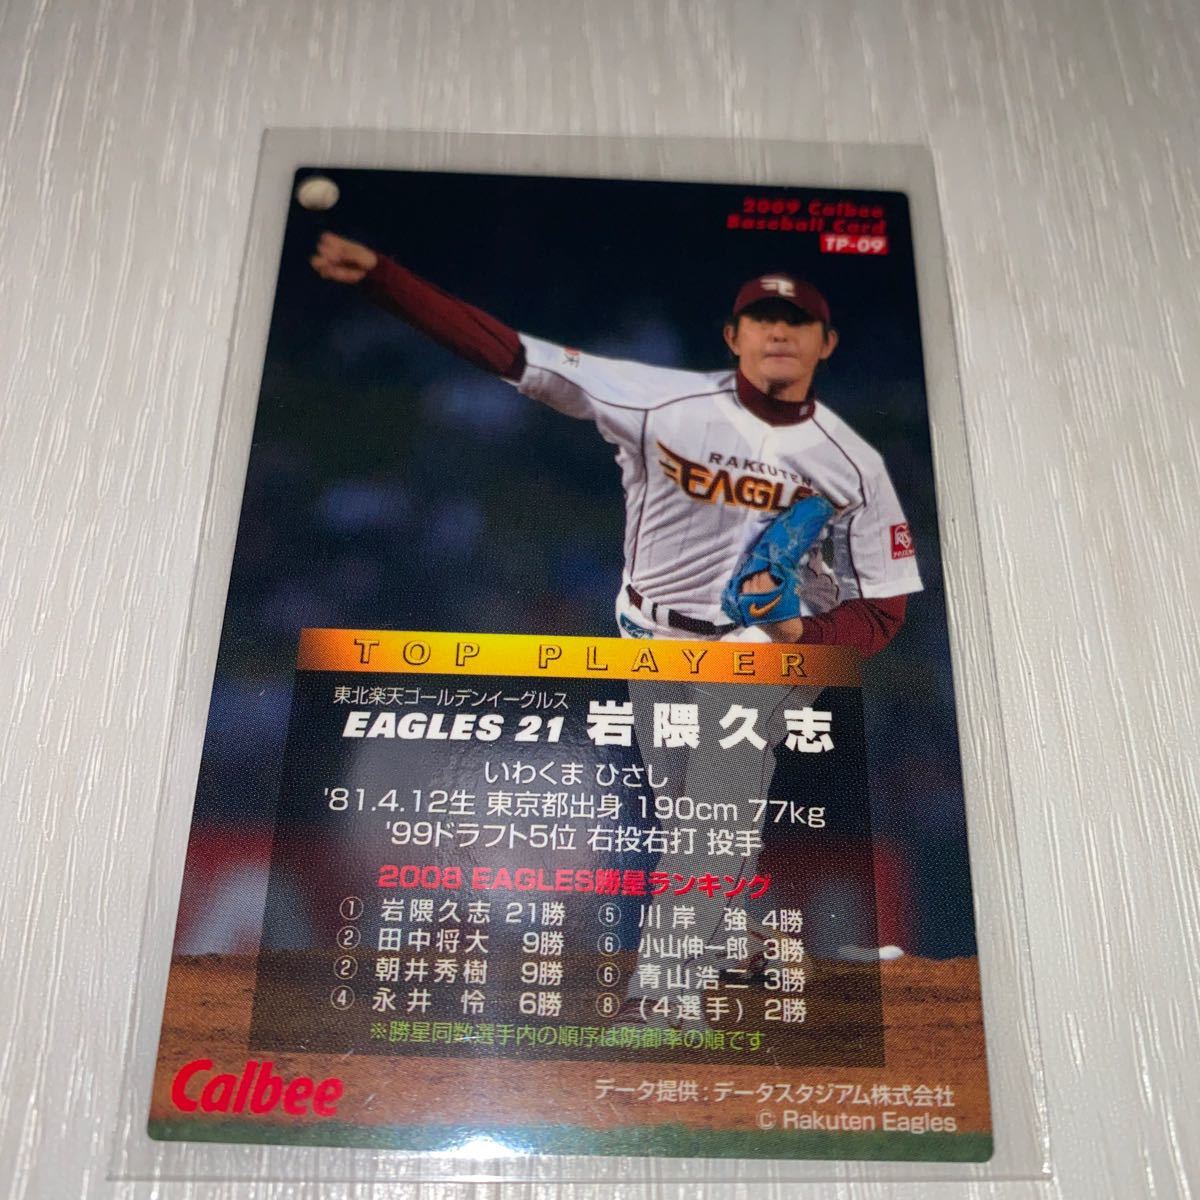 2009 Calbee
Baseball Card
TP-09
RAKUTEN
EAGLES
TOP PLAYER
東北楽天ゴールデンイーグルス
EAGLES 21 岩隈久志
いわくま ひさし
'81.4.12生 東京都出身 190cm 77kg
'99ドラフト5位 右投右打 投手
2008 EAGLES勝星ランキング
① 岩隈久志 21勝 ⑤ 川岸 強 4勝
② 田中将大 9勝 ⑥ 小山伸一郎 3勝
② 朝井秀樹 9勝 ⑥ 青山浩二 3勝
④ 永井 怜 6勝 ⑧ (4選手) 2勝
※勝星同数選手内の順序は防御率の順です
Calbee
データ提供:データスタジアム株式会社
© Rakuten Eagles